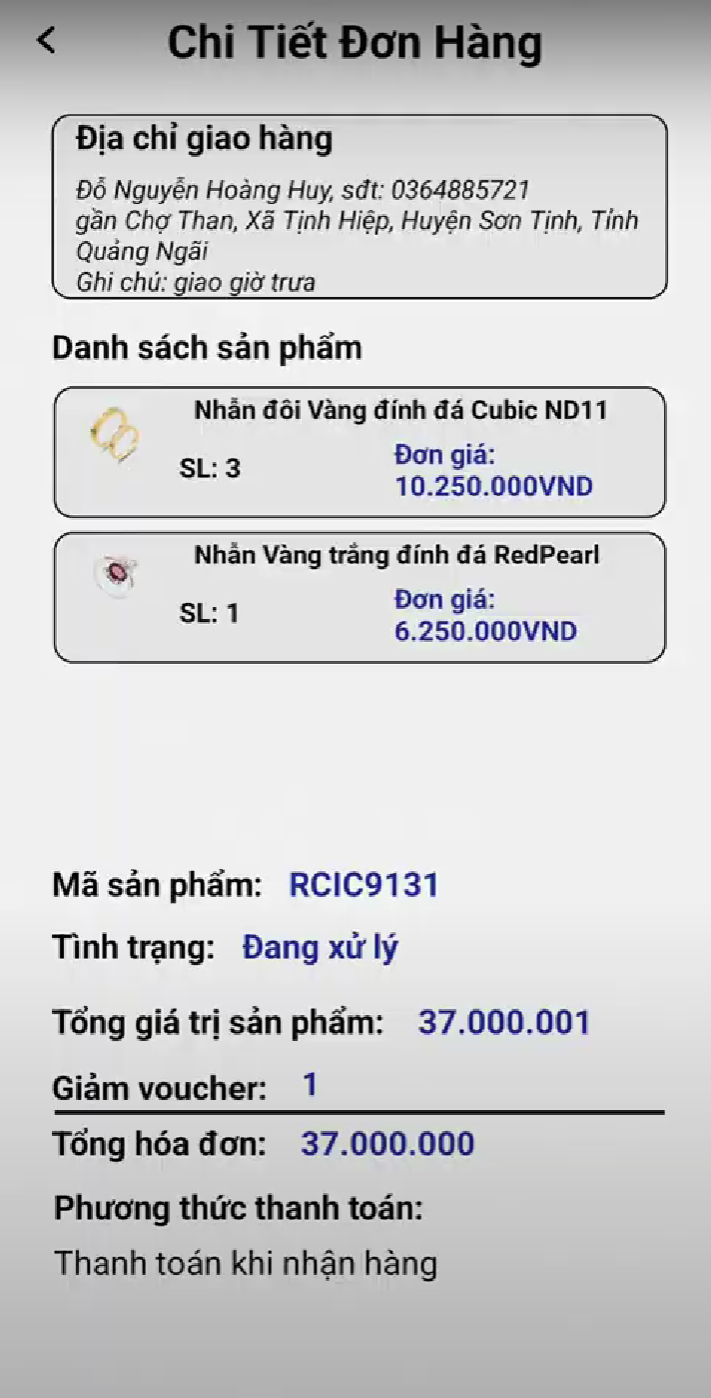 Chi Tiết Đơn Hàng
Địa chỉ giao hàng
Đỗ Nguyễn Hoàng Huy, sđt: 0364885721
gần Chợ Than, Xã Tịnh Hiệp, Huyện Sơn Tịnh, Tỉnh
Quảng Ngãi
Ghi chú: giao giờ trưa
Danh sách sản phẩm
Nhẫn đôi Vàng đính đá Cubic ND11
SL: 3
Đơn giá:
10.250.000VND
Nhẫn Vàng trắng đính đá RedPearl
SL: 1
Đơn giá:
6.250.000VND
Mã sản phẩm: RCIC9131
Tình trạng: Đang xử lý
Tổng giá trị sản phẩm: 37.000.001
Giảm voucher: 1
Tổng hóa đơn: 37.000.000
Phương thức thanh toán:
Thanh toán khi nhận hàng